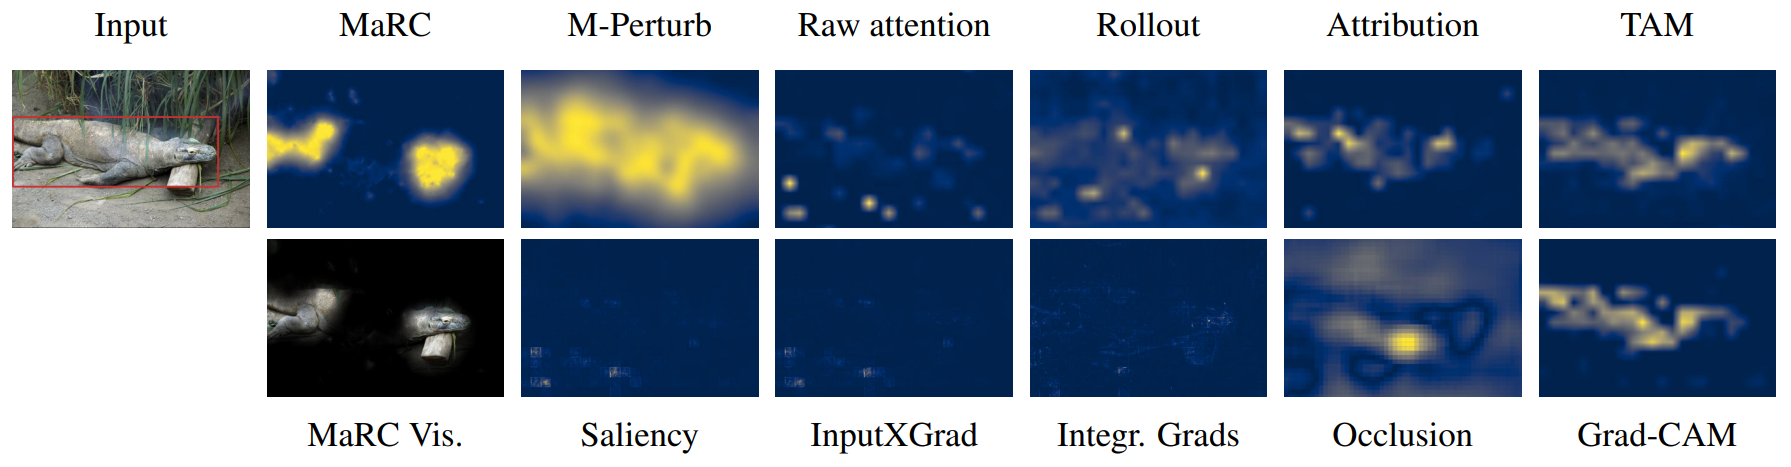 Input MaRC M-Perturb Raw attention Rollout Attribution TAM
MaRC Vis. Saliency InputXGrad Integr. Grads Occlusion Grad-CAM